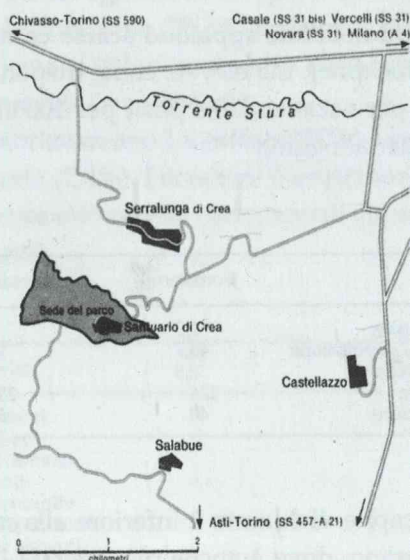 Chivasso-Torino (SS 590)
Casale (SS 31 bis) Vercelli (SS 31)
Novara (SS 31) Milano (A 4)
Torrente Stura
Serralunga di Crea
Sede del parco
Santuario di Crea
Castellazzo
Salabue
Asti-Torino (SS 457-A 21)
0 1 2
chilometri